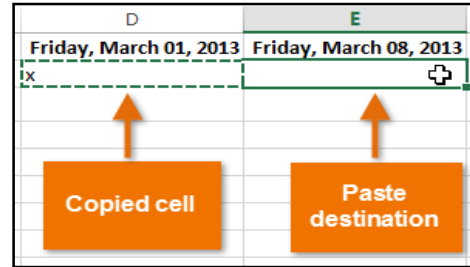 D E
Friday, March 01, 2013 Friday, March 08, 2013
x
Copied cell
Paste
destination